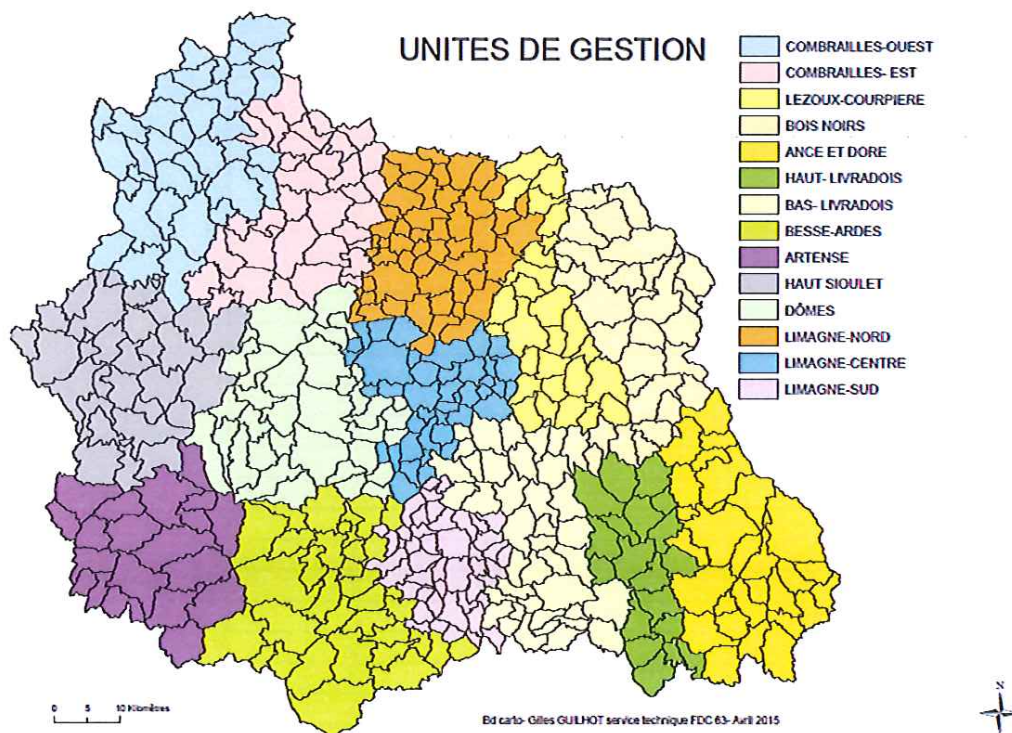 UNITES DE GESTION
COMBRAILLES-OUEST
COMBRAILLES- EST
LEZOUX-COURPIERE
BOIS NOIRS
ANCE ET DORE
HAUT- LIVRADOIS
BAS- LIVRADOIS
BESSE-ARDES
ARTENSE
HAUT SIOULET
DÔMES
LIMAGNE-NORD
LIMAGNE-CENTRE
LIMAGNE-SUD
0 5 10 Kilomètres
Bd carto- Gilles GUILHOT service technique FDC 63- Avril 2015
N